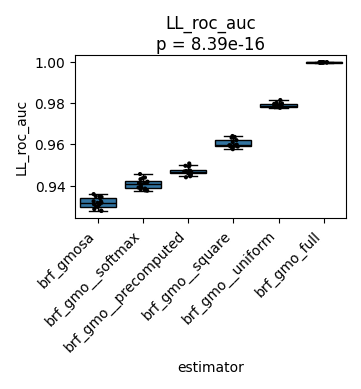 LL_roc_auc
p = 8.39e-16
1.00
0.98
0.96
0.94
LL_roc_auc
brf_gmosa
brf_gmo__softmax
brf_gmo__precomputed
brf_gmo__square
brf_gmo__uniform
brf_gmo_full
estimator